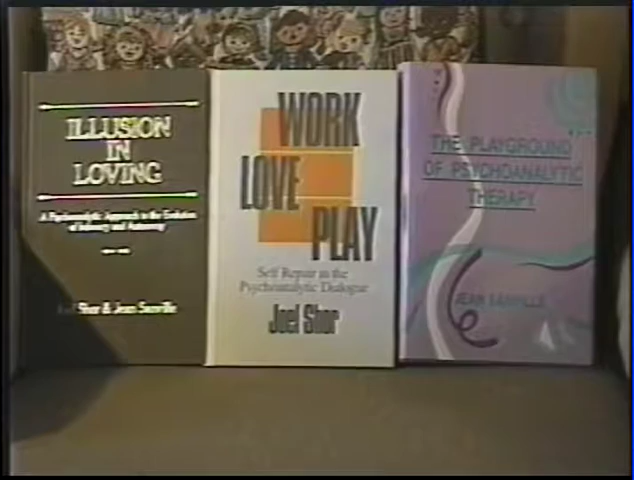 ILLUSION
IN
LOVING
A Psychoanalytic Approach to the Evolution
of Intimacy and Autonomy
Joel Shor & Jean Sanville
WORK
LOVE
PLAY
Self Repair in the
Psychoanalytic Dialogue
Joel Shor
THE PLAYGROUND
OF PSYCHOANALYTIC
THERAPY
JEAN SANVILLE